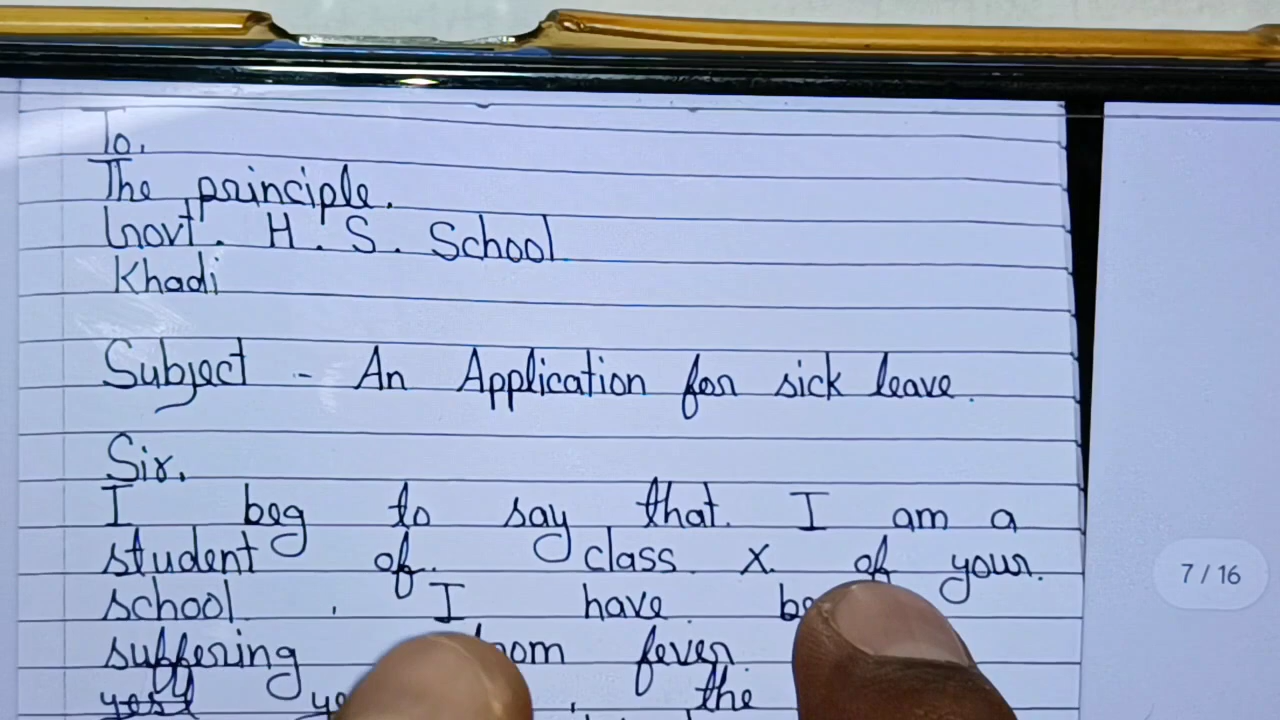 To,
The principle.
Govt. H. S. School
Khadi
Subject - An Application for sick leave.
Sir,
I beg to say that. I am a
student of. class x. of your.
school. I have
suffering fever.
the
7 / 16